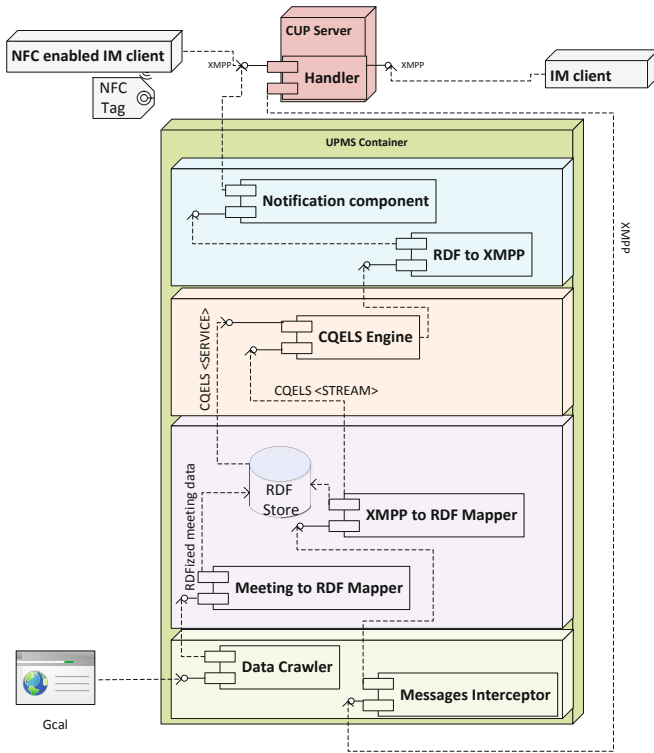 CUP Server
NFC enabled IM client
XMPP
XMPP
Handler
IM client
NFC
Tag
UPMS Container
Notification component
RDF to XMPP
XMPP
CQELS Engine
CQELS <SERVICE>
CQELS <STREAM>
RDF
Store
XMPP to RDF Mapper
RDFized meeting data
Meeting to RDF Mapper
Data Crawler
Messages Interceptor
Gcal